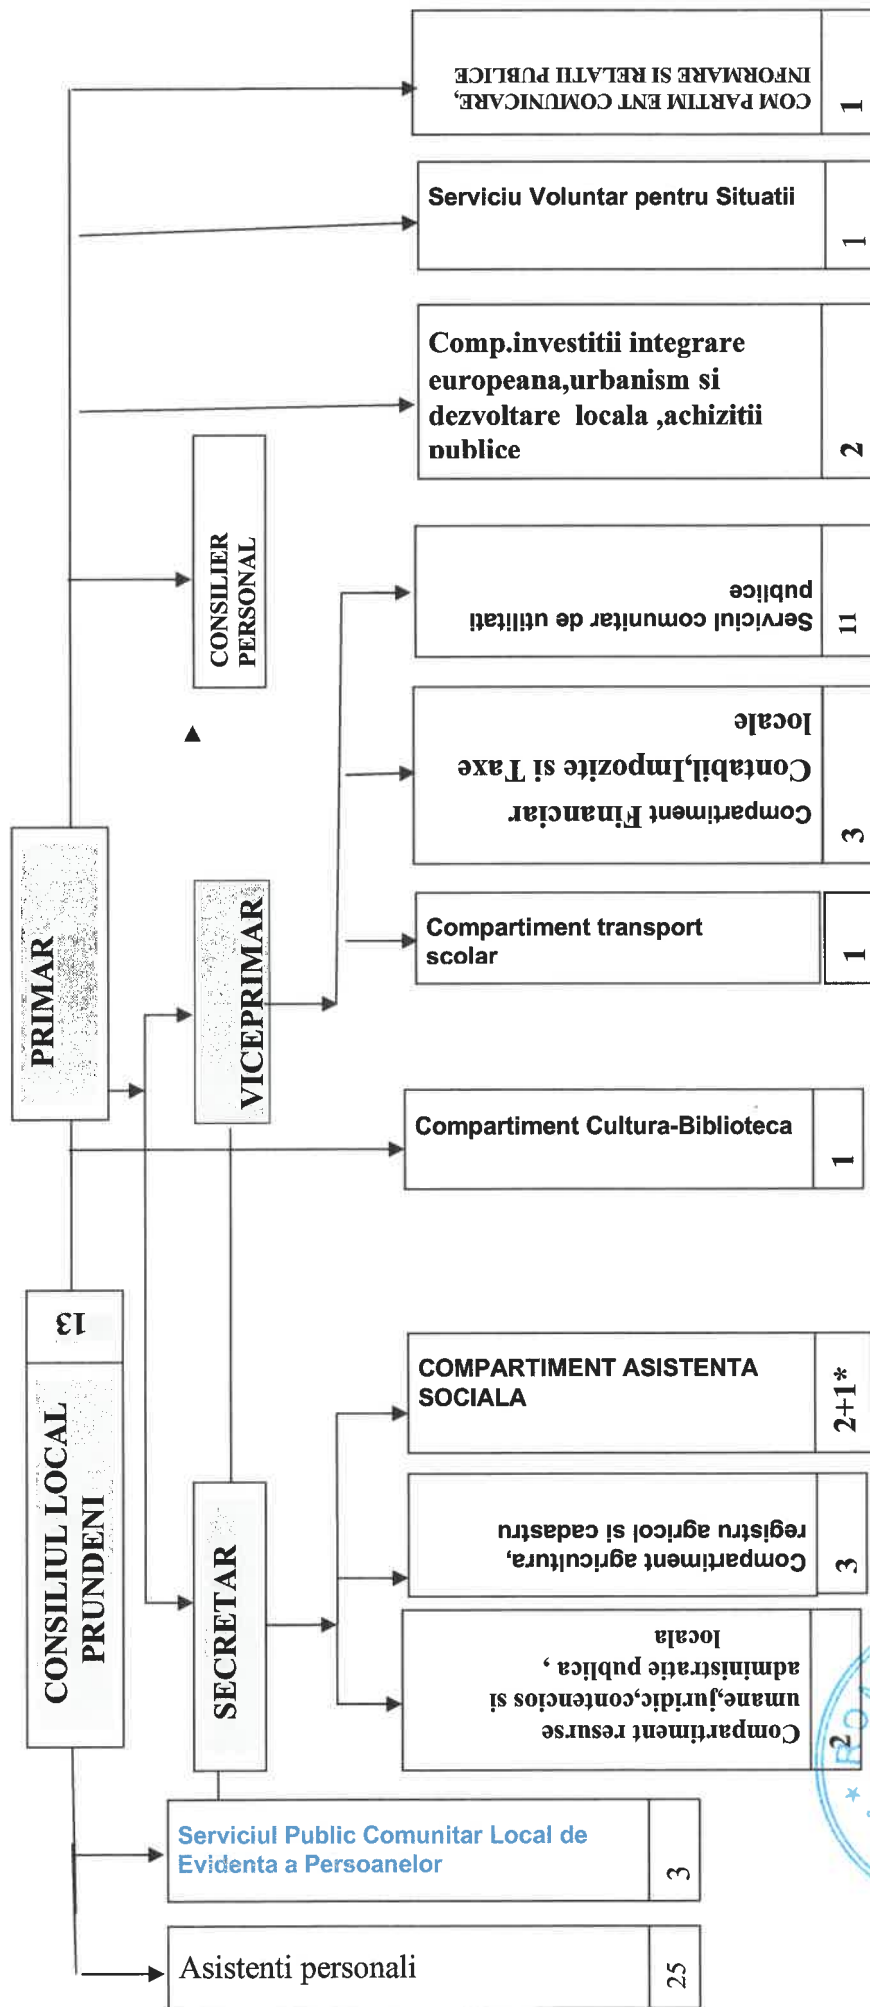 CONSILIUL LOCAL
PRUNDENI
13
PRIMAR
SECRETAR
VICEPRIMAR
CONSILIER
PERSONAL
Asistenti personali
25
Serviciul Public Comunitar Local de
Evidenta a Persoanelor
3
Compartiment resurse
umane,juridic,contencios si
administratie publica ,
locala
2
Compartiment agricultura,
registru agricol si cadastru
3
COMPARTIMENT ASISTENTA
SOCIALA
2+1*
Compartiment Cultura-Biblioteca
1
Compartiment transport
scolar
1
Compartiment Financiar
Contabil,Impozite si Taxe
locale
3
Serviciul comunitar de utilitati
publice
11
Comp.investitii integrare
europeana,urbanism si
dezvoltare locala ,achizitii
publice
2
Serviciu Voluntar pentru Situatii
1
COM PARTIM ENT COMUNICARE,
INFORMARE SI RELATII PUBLICE
1